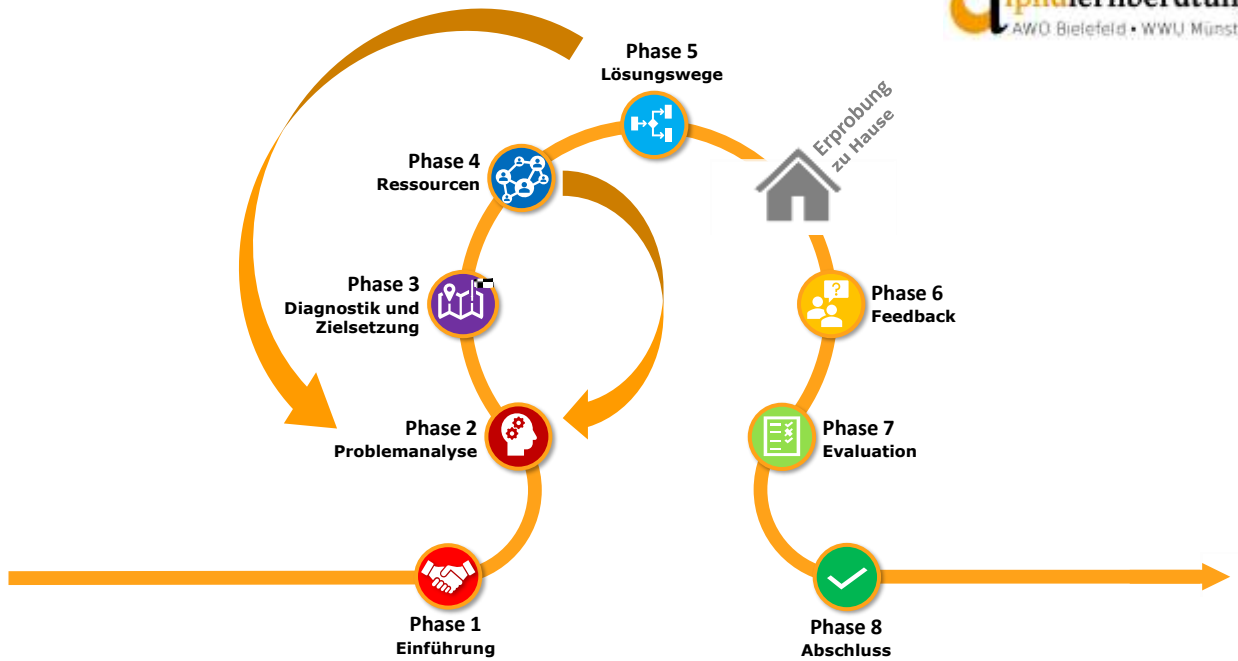 AWO Bielefeld • WWU Münst
Phase 5
Lösungswege
Erprobung
zu Hause
Phase 4
Ressourcen
Phase 3
Diagnostik und
Zielsetzung
Phase 6
Feedback
?
Phase 2
Problemanalyse
Phase 7
Evaluation
Phase 1
Einführung
Phase 8
Abschluss